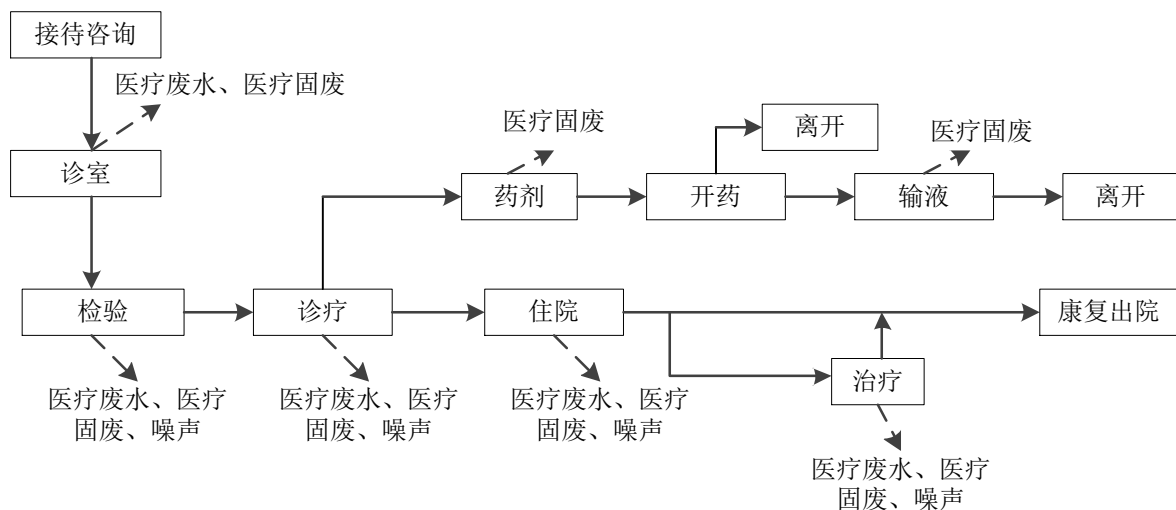 接待咨询
医疗废水、医疗固废
诊室
医疗固废
离开
医疗固废
药剂
开药
输液
离开
检验
诊疗
住院
康复出院
治疗
医疗废水、医疗
固废、噪声
医疗废水、医疗
固废、噪声
医疗废水、医疗
固废、噪声
医疗废水、医疗
固废、噪声